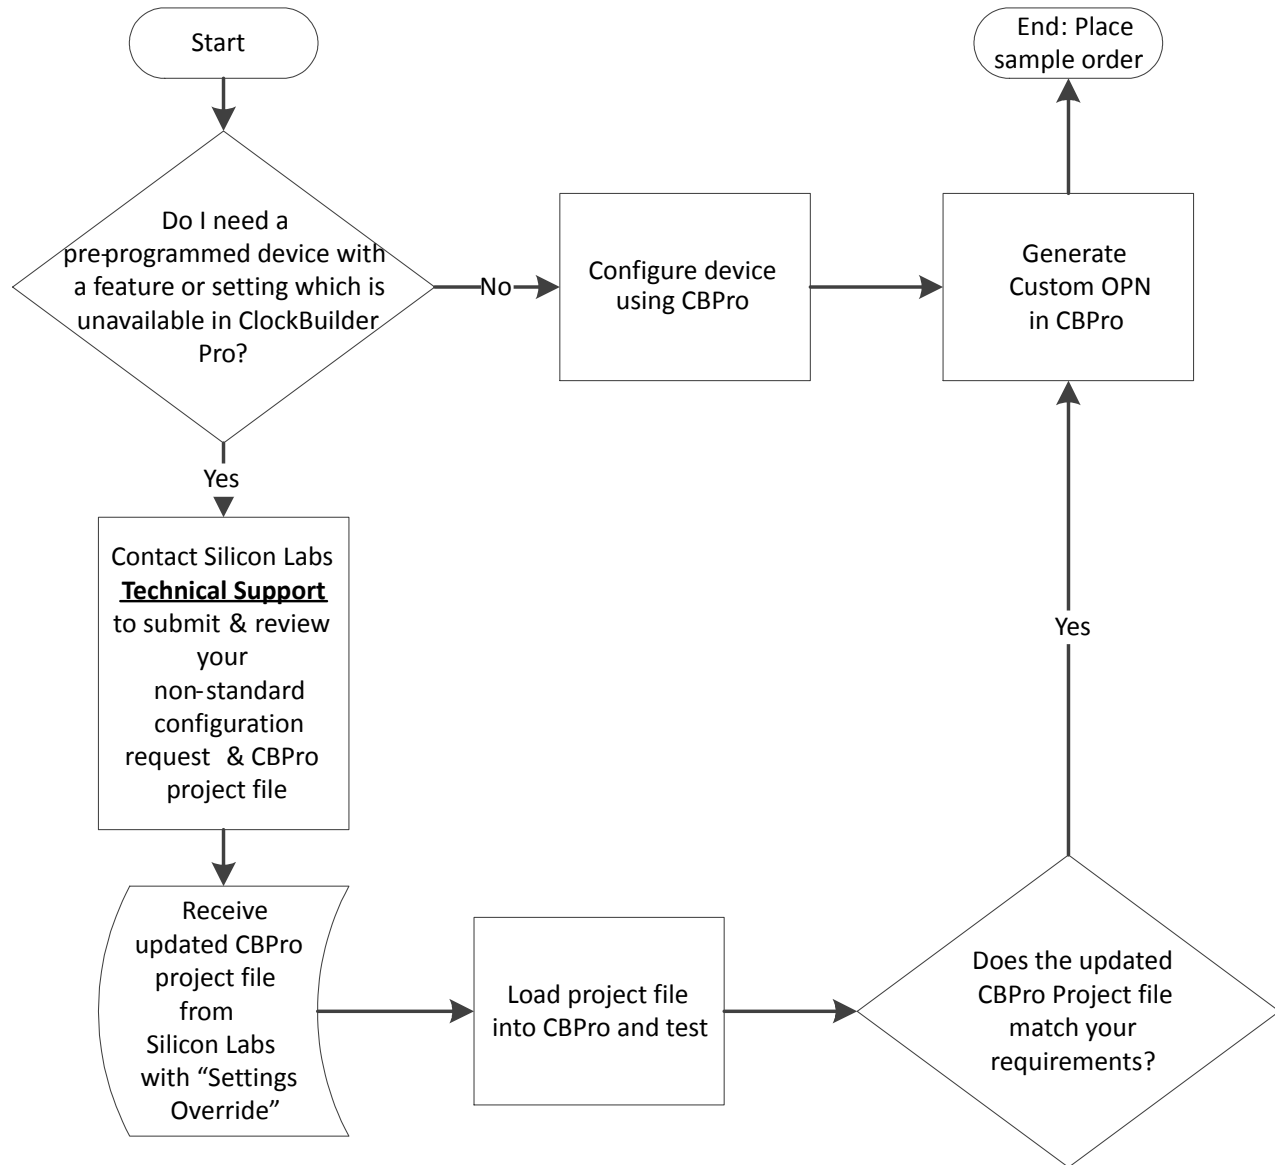 Start
End: Place
sample order
Do I need a
pre-programmed device with
a feature or setting which is
unavailable in ClockBuilder
Pro?
No
Configure device
using CBPro
Generate
Custom OPN
in CBPro
Yes
Contact Silicon Labs
Technical Support
to submit & review
your
non-standard
configuration
request & CBPro
project file
Yes
Receive
updated CBPro
project file
from
Silicon Labs
with “Settings
Override”
Load project file
into CBPro and test
Does the updated
CBPro Project file
match your
requirements?